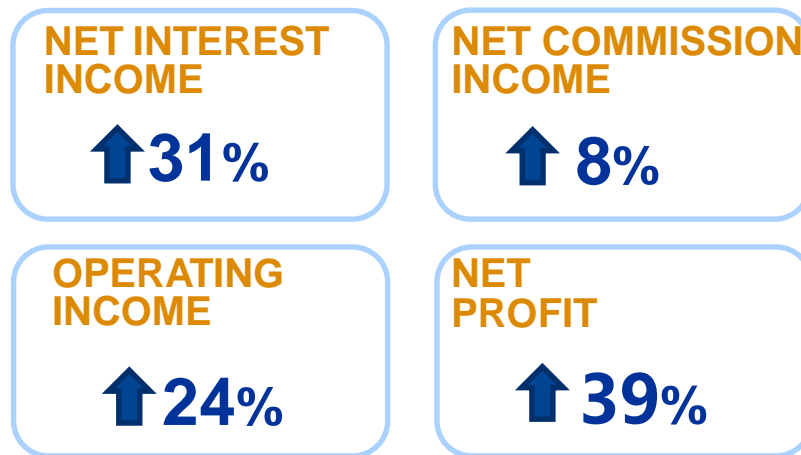 NET INTEREST
INCOME
31%
NET COMMISSION
INCOME
8%
OPERATING
INCOME
24%
NET
PROFIT
39%